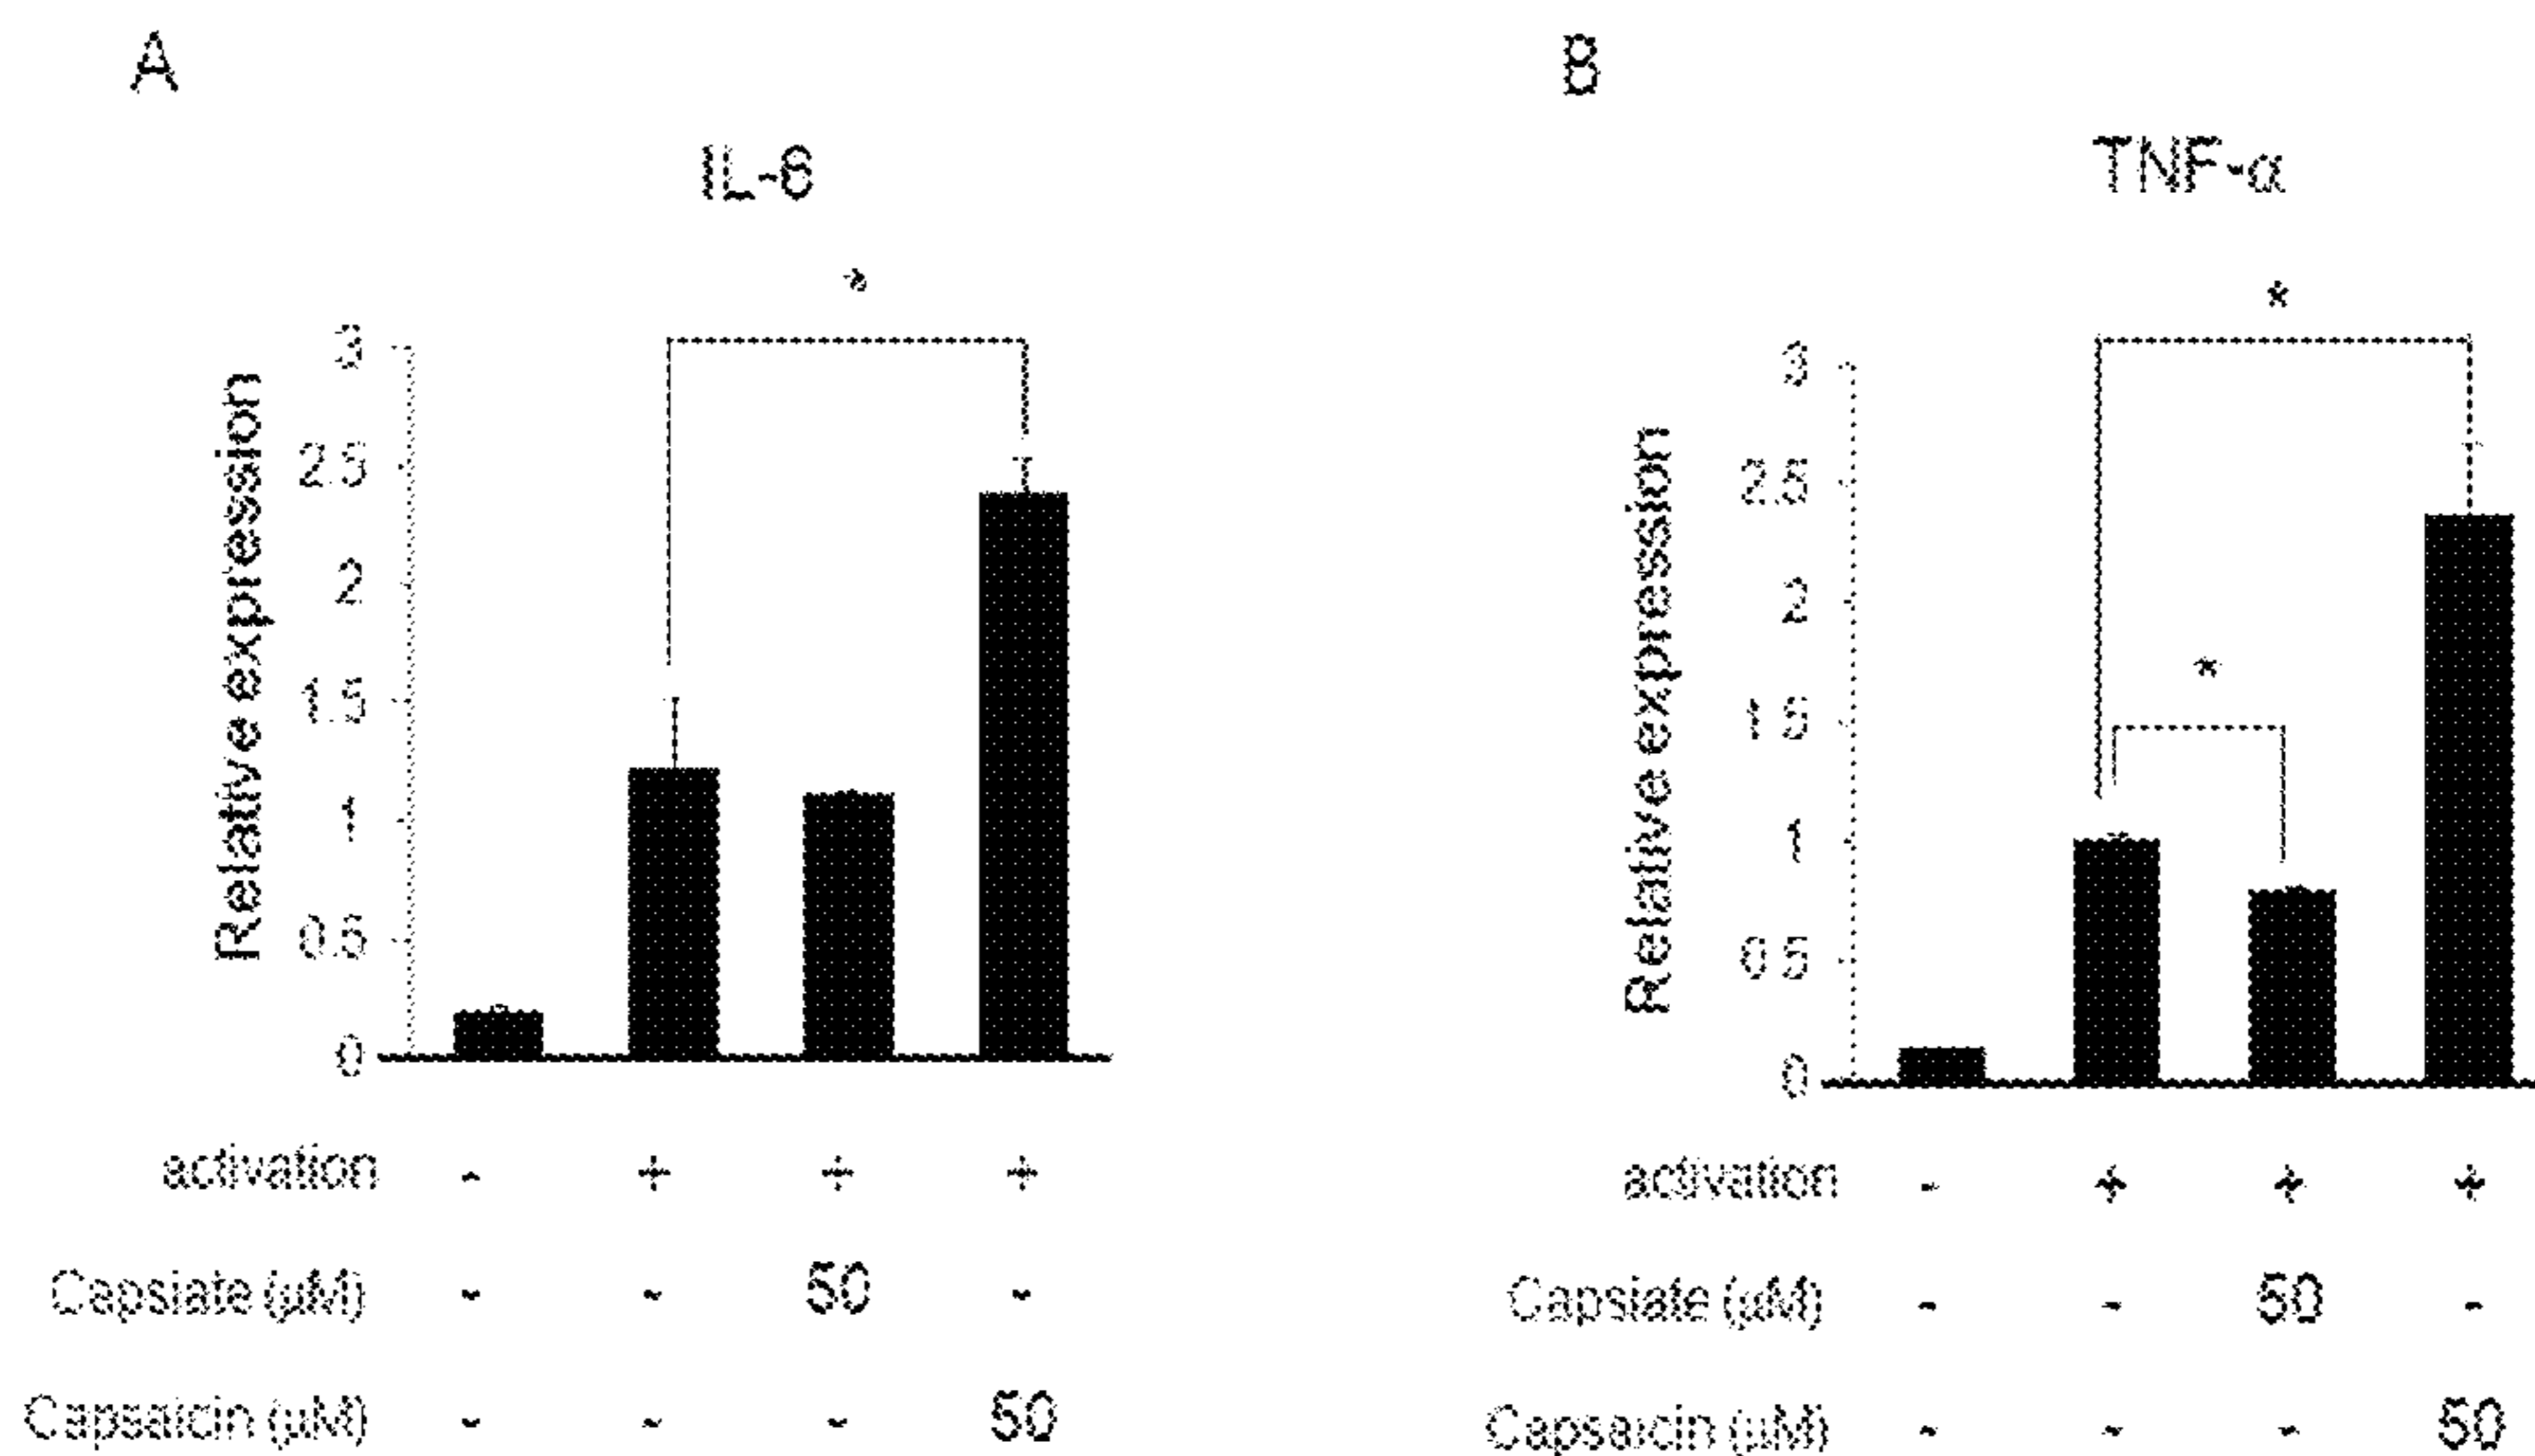 A
B
IL-6
TNF-α
*
*
*
Relative expression
3
2.5
2
1.5
1
0.5
0
Relative expression
3
2.5
2
1.5
1
0.5
0
activation - + + +
Capsiate (μM) - - 50 -
Capsaicin (μM) - - - 50
activation - + + +
Capsiate (μM) - - 50 -
Capsaicin (μM) - - - 50